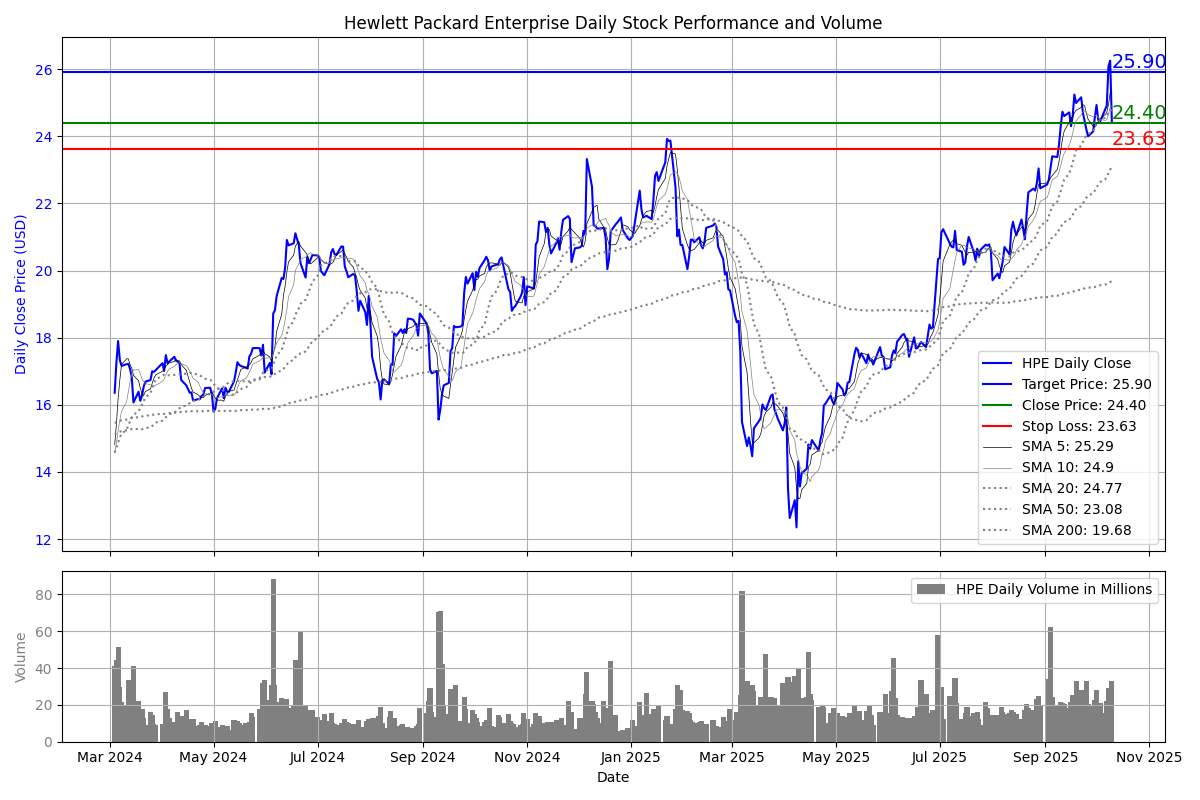 Hewlett Packard Enterprise Daily Stock Performance and Volume
Daily Close Price (USD)
26
24
22
20
18
16
14
12
25.90
24.40
23.63
HPE Daily Close
Target Price: 25.90
Close Price: 24.40
Stop Loss: 23.63
SMA 5: 25.29
SMA 10: 24.9
SMA 20: 24.77
SMA 50: 23.08
SMA 200: 19.68
Volume
80
60
40
20
0
HPE Daily Volume in Millions
Mar 2024 May 2024 Jul 2024 Sep 2024 Nov 2024 Jan 2025 Mar 2025 May 2025 Jul 2025 Sep 2025 Nov 2025
Date